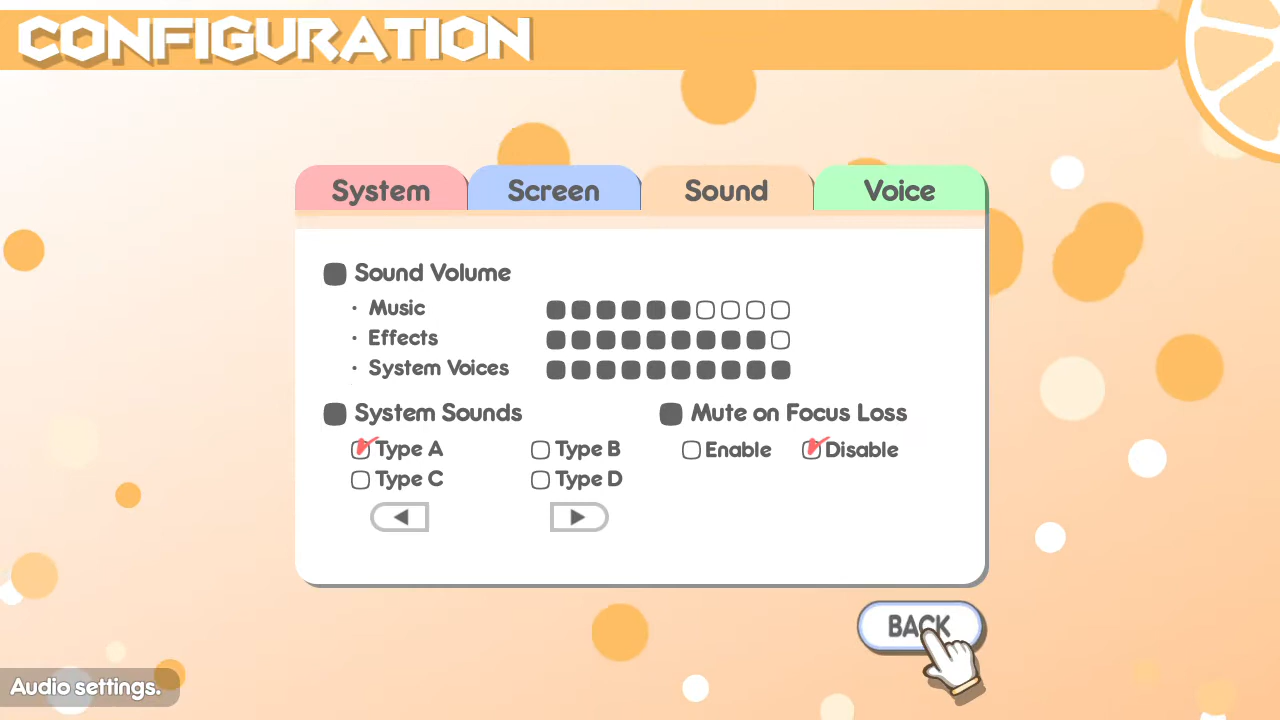 CONFIGURATION
System Screen Sound Voice
Sound Volume
· Music
· Effects
· System Voices
System Sounds Mute on Focus Loss
Type A Type B Enable Disable
Type C Type D
BACK
Audio settings.